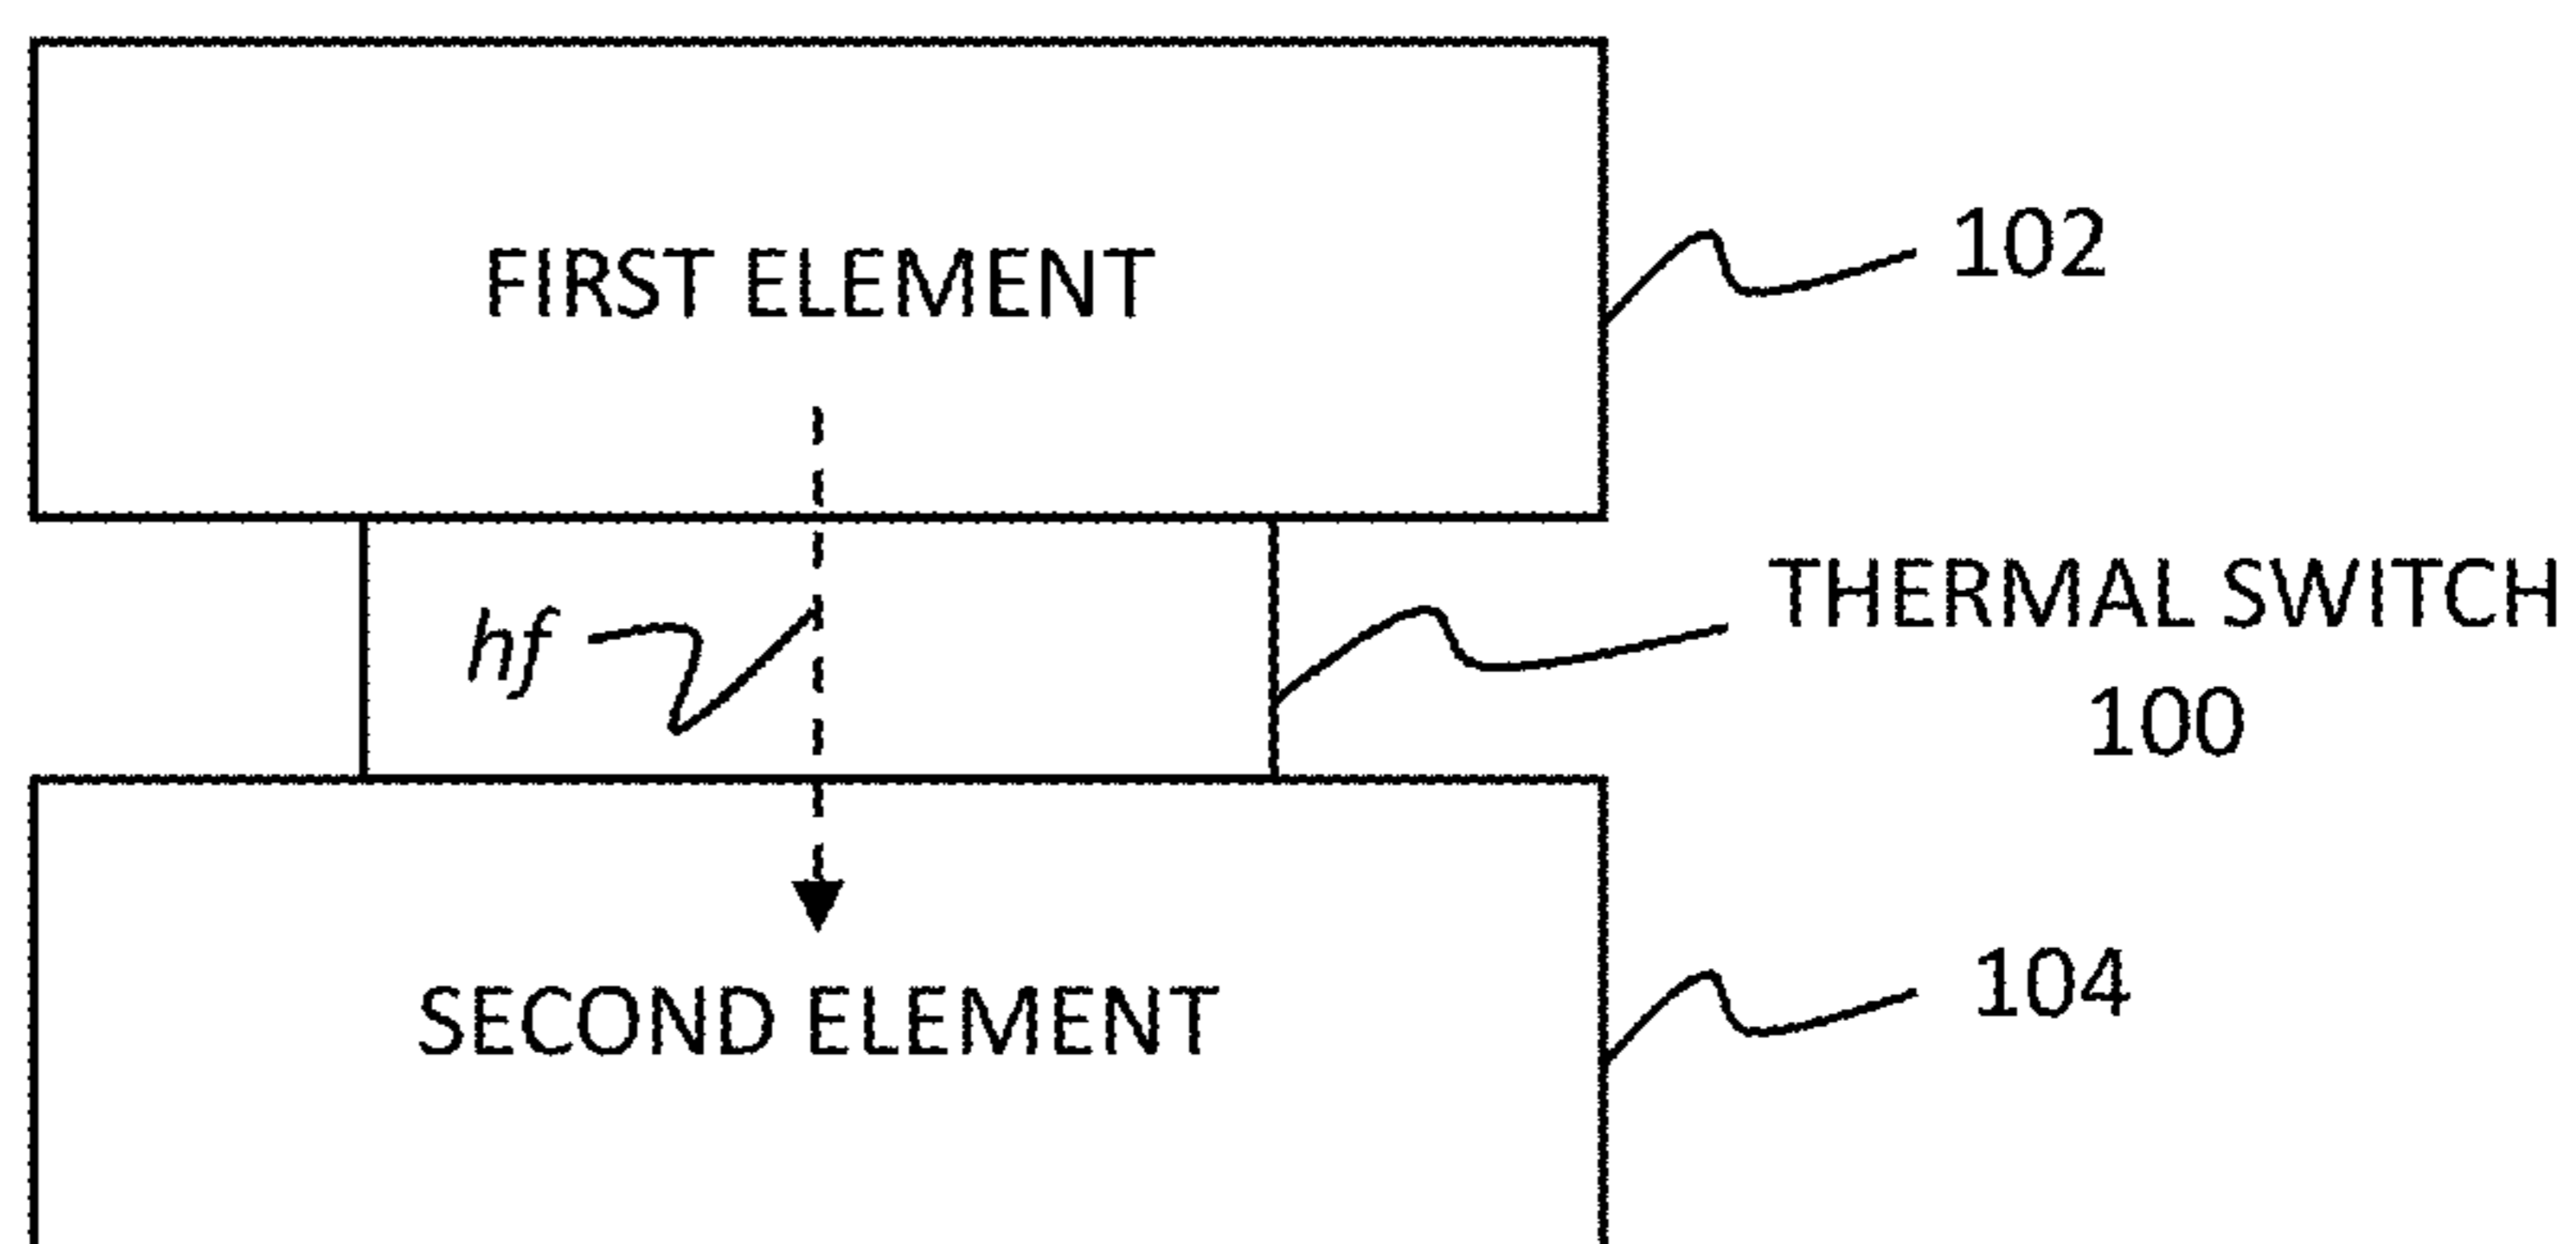 FIRST ELEMENT
102
THERMAL SWITCH
100
hf
SECOND ELEMENT
104